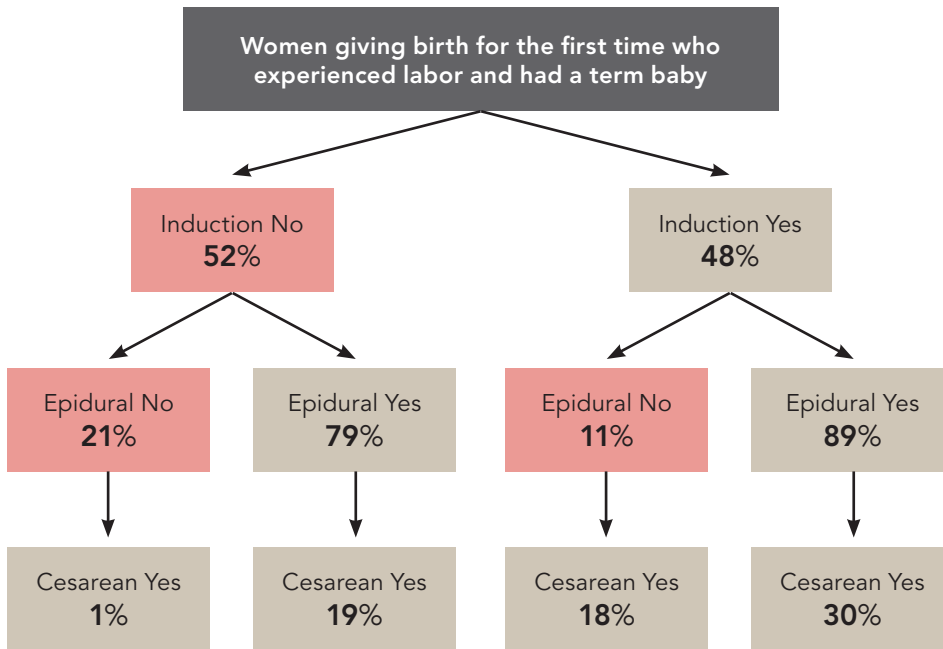 Women giving birth for the first time who
experienced labor and had a term baby
Induction No
52%
Induction Yes
48%
Epidural No
21%
Epidural Yes
79%
Epidural No
11%
Epidural Yes
89%
Cesarean Yes
1%
Cesarean Yes
19%
Cesarean Yes
18%
Cesarean Yes
30%